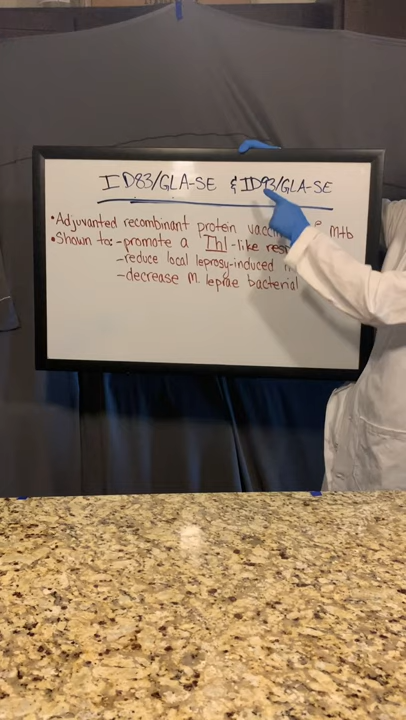 ID83/GLA-SE & ID93/GLA-SE
•Adjuvanted recombinant protein Mtb
•Shown to: -promote a Th1-like
-reduce local leprosy-induced
-decrease M. leprae bacterial